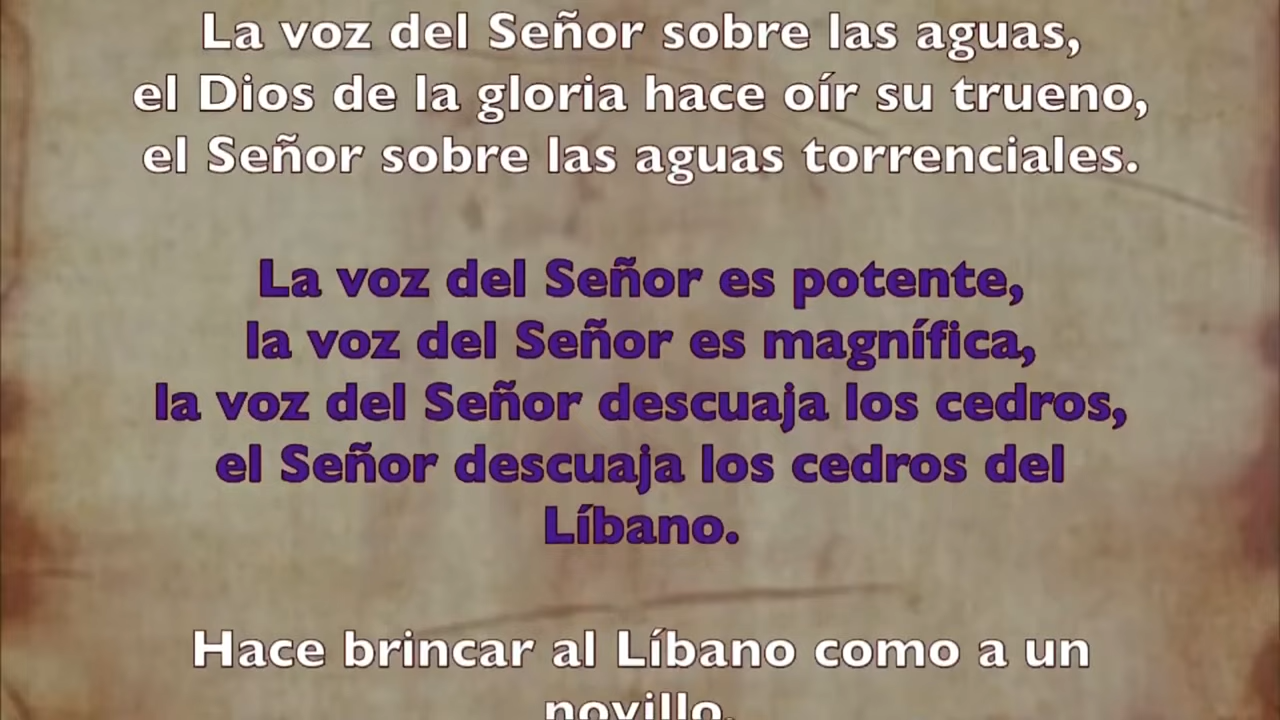 La voz del Señor sobre las aguas,
el Dios de la gloria hace oír su trueno,
el Señor sobre las aguas torrenciales.
La voz del Señor es potente,
la voz del Señor es magnífica,
la voz del Señor descuaja los cedros,
el Señor descuaja los cedros del
Líbano.
Hace brincar al Líbano como a un
novillo.